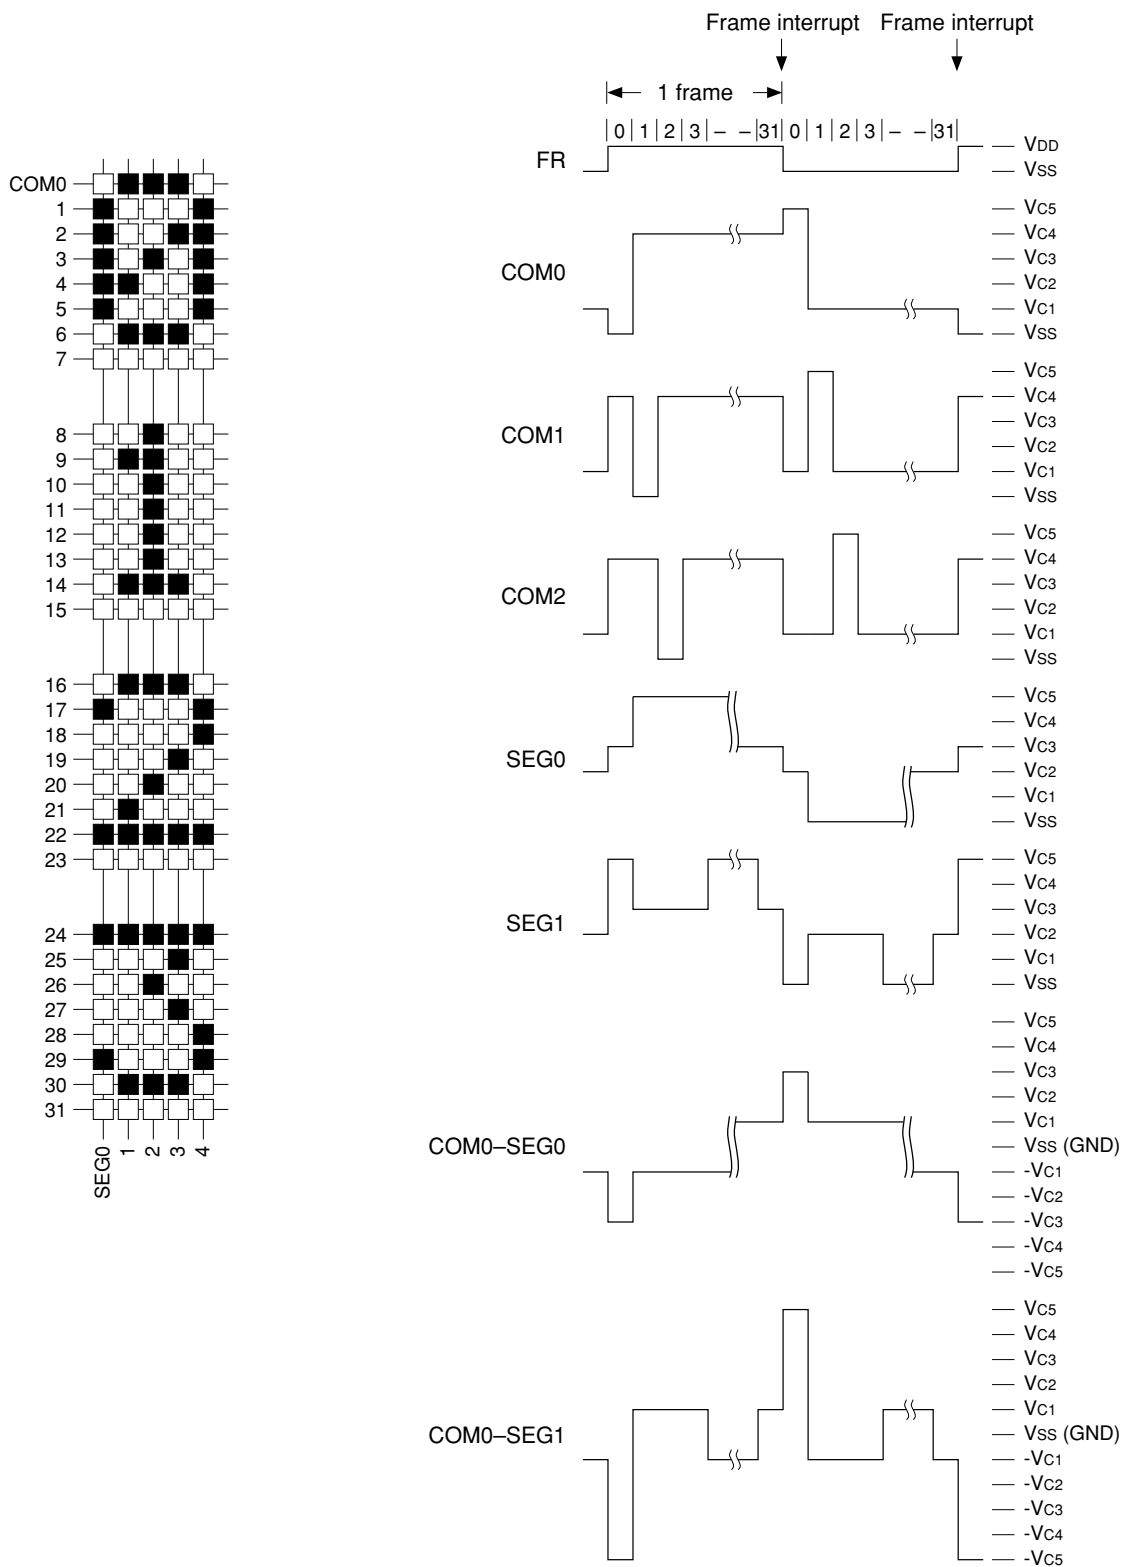 Frame interrupt Frame interrupt
1 frame
0 1 2 3 – – 31 0 1 2 3 – – 31
FR
VDD
VSS
COM0
1
2
3
4
5
6
7
8
9
10
11
12
13
14
15
16
17
18
19
20
21
22
23
24
25
26
27
28
29
30
31
SEG0
1
2
3
4
COM0
VC5
VC4
VC3
VC2
VC1
VSS
COM1
VC5
VC4
VC3
VC2
VC1
VSS
COM2
VC5
VC4
VC3
VC2
VC1
VSS
SEG0
VC5
VC4
VC3
VC2
VC1
VSS
SEG1
VC5
VC4
VC3
VC2
VC1
VSS
COM0–SEG0
VC5
VC4
VC3
VC2
VC1
VSS (GND)
-VC1
-VC2
-VC3
-VC4
-VC5
COM0–SEG1
VC5
VC4
VC3
VC2
VC1
VSS (GND)
-VC1
-VC2
-VC3
-VC4
-VC5